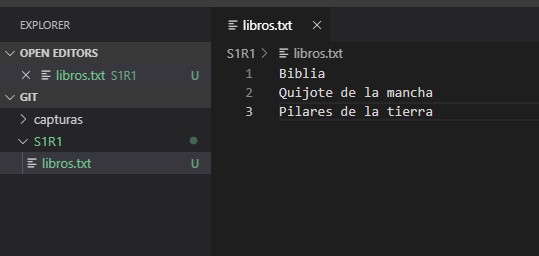 EXPLORER
OPEN EDITORS
libros.txt S1R1 U
GIT
capturas
S1R1
libros.txt U
libros.txt
S1R1 > libros.txt
1 Biblia
2 Quijote de la mancha
3 Pilares de la tierra